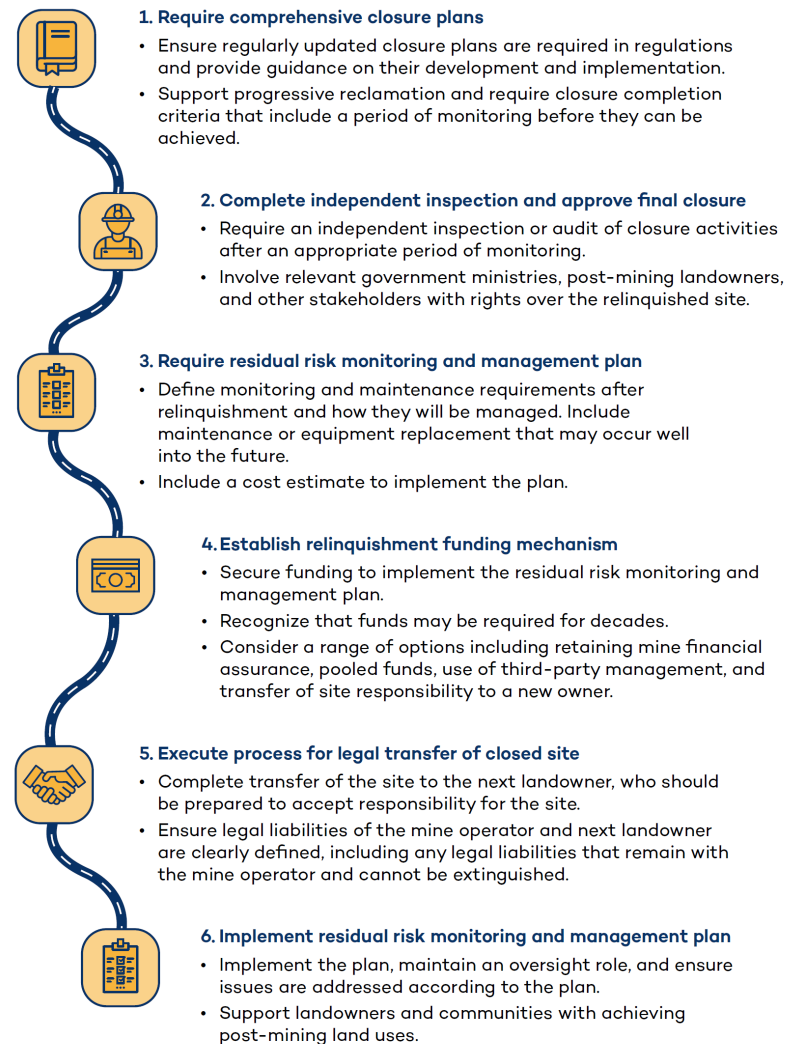 1. Require comprehensive closure plans
• Ensure regularly updated closure plans are required in regulations
and provide guidance on their development and implementation.
• Support progressive reclamation and require closure completion
criteria that include a period of monitoring before they can be
achieved.
2. Complete independent inspection and approve final closure
• Require an independent inspection or audit of closure activities
after an appropriate period of monitoring.
• Involve relevant government ministries, post-mining landowners,
and other stakeholders with rights over the relinquished site.
3. Require residual risk monitoring and management plan
• Define monitoring and maintenance requirements after
relinquishment and how they will be managed. Include
maintenance or equipment replacement that may occur well
into the future.
• Include a cost estimate to implement the plan.
4. Establish relinquishment funding mechanism
• Secure funding to implement the residual risk monitoring and
management plan.
• Recognize that funds may be required for decades.
• Consider a range of options including retaining mine financial
assurance, pooled funds, use of third-party management, and
transfer of site responsibility to a new owner.
5. Execute process for legal transfer of closed site
• Complete transfer of the site to the next landowner, who should
be prepared to accept responsibility for the site.
• Ensure legal liabilities of the mine operator and next landowner
are clearly defined, including any legal liabilities that remain with
the mine operator and cannot be extinguished.
6. Implement residual risk monitoring and management plan
• Implement the plan, maintain an oversight role, and ensure
issues are addressed according to the plan.
• Support landowners and communities with achieving
post-mining land uses.